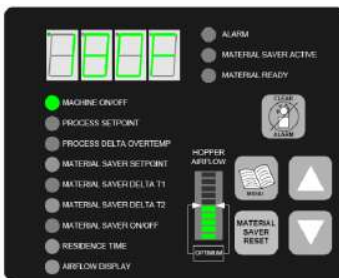 180F
ALARM
MATERIAL SAVER ACTIVE
MATERIAL READY
MACHINE ON/OFF
PROCESS SETPOINT
PROCESS DELTA OVERTEMP
MATERIAL SAVER SETPOINT
MATERIAL SAVER DELTA T1
MATERIAL SAVER DELTA T2
MATERIAL SAVER ON/OFF
RESIDENCE TIME
AIRFLOW DISPLAY
CLEAR
ALARM
HOPPER
AIRFLOW
OPTIMUM
MENU
MATERIAL
SAVER
RESET